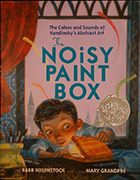 The Colors and Sounds of
Kandinsky's Abstract Art
The
NOiSY
PAINT
BOX
BARB ROSENSTOCK
MARY GRANDPRÉ